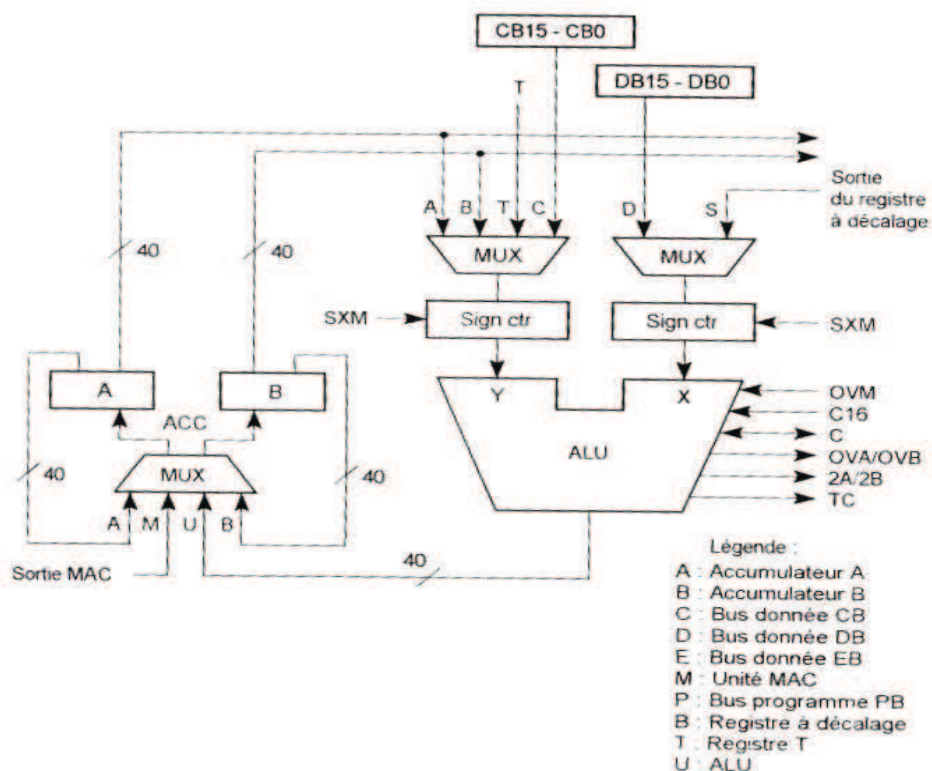 CB15 - CB0
DB15 - DB0
T
Sortie
du registre
à décalage
A B T C
D S
MUX
MUX
40
40
SXM
Sign ctr
Sign ctr
SXM
A
B
Y
X
OVM
C16
C
OVA/OVB
2A/2B
TC
ACC
ALU
40
MUX
40
A M U B
Sortie MAC
40
Légende :
A : Accumulateur A
B : Accumulateur B
C : Bus donnée CB
D : Bus donnée DB
E : Bus donnée EB
M : Unité MAC
P : Bus programme PB
B : Registre à décalage
T : Registre T
U : ALU